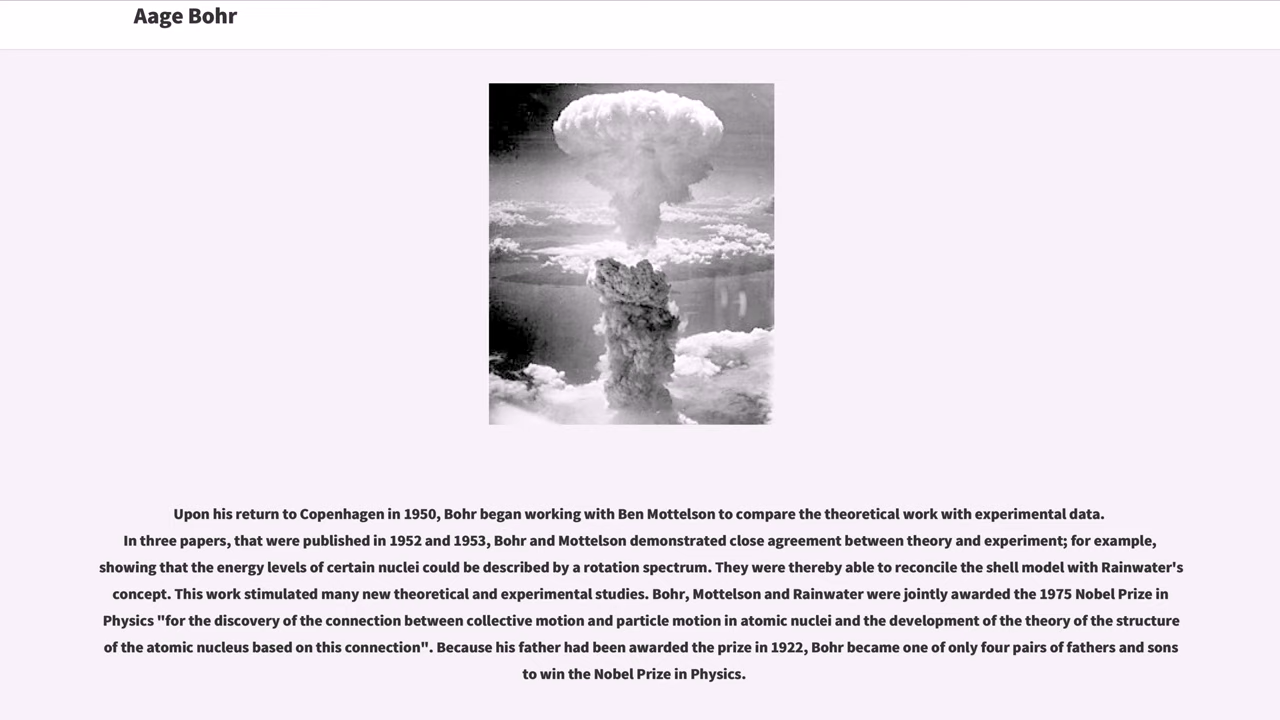 Aage Bohr
Upon his return to Copenhagen in 1950, Bohr began working with Ben Mottelson to compare the theoretical work with experimental data.
In three papers, that were published in 1952 and 1953, Bohr and Mottelson demonstrated close agreement between theory and experiment; for example,
showing that the energy levels of certain nuclei could be described by a rotation spectrum. They were thereby able to reconcile the shell model with Rainwater's
concept. This work stimulated many new theoretical and experimental studies. Bohr, Mottelson and Rainwater were jointly awarded the 1975 Nobel Prize in
Physics "for the discovery of the connection between collective motion and particle motion in atomic nuclei and the development of the theory of the structure
of the atomic nucleus based on this connection". Because his father had been awarded the prize in 1922, Bohr became one of only four pairs of fathers and sons
to win the Nobel Prize in Physics.